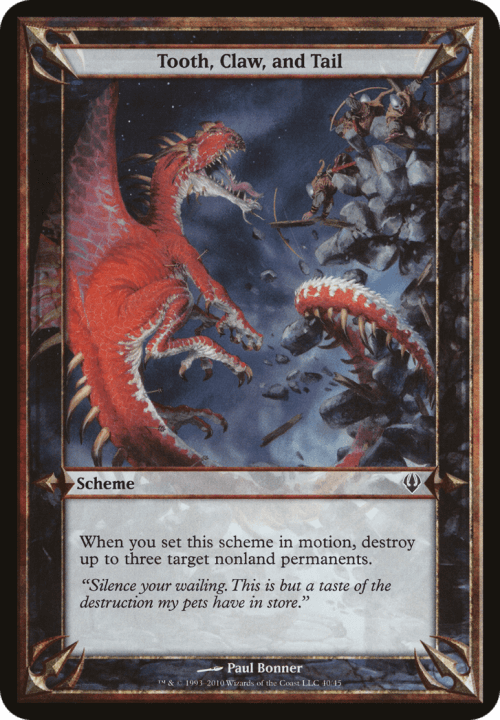 Tooth, Claw, and Tail
Scheme
When you set this scheme in motion, destroy
up to three target nonland permanents.
“Silence your wailing. This is but a taste of the
destruction my pets have in store.”
Paul Bonner
™ & © 1993-2010 Wizards of the Coast LLC 40/45